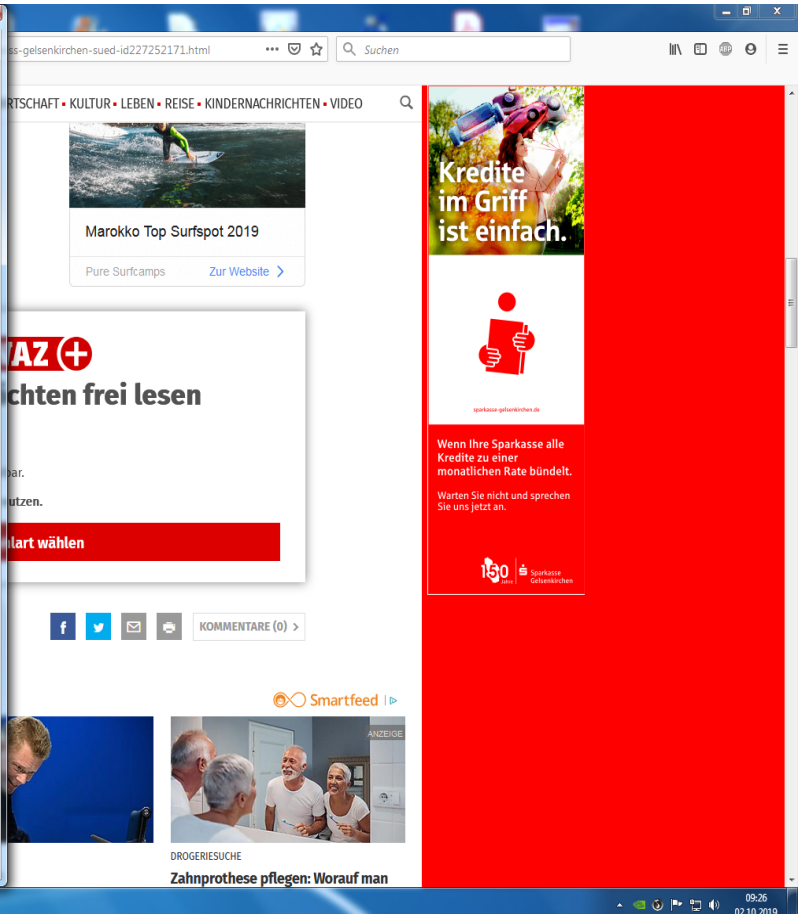 ss-gelsenkirchen-sued-id227252171.html
Suchen
ABP
RTSCHAFT ▪ KULTUR ▪ LEBEN ▪ REISE ▪ KINDERNACHRICHTEN ▪ VIDEO
Marokko Top Surfspot 2019
Pure Surfcamps
Zur Website >
AZ +
chten frei lesen
bar.
utzen.
lart wählen
KOMMENTARE (0) >
Smartfeed
ANZEIGE
DROGERIESUCHE
Zahnprothese pflegen: Worauf man
Kredite
im Griff
ist einfach.
sparkasse-gelsenkirchen.de
Wenn Ihre Sparkasse alle
Kredite zu einer
monatlichen Rate bündelt.
Warten Sie nicht und sprechen
Sie uns jetzt an.
150
Jahre
Sparkasse
Gelsenkirchen
09:26
02.10.2019